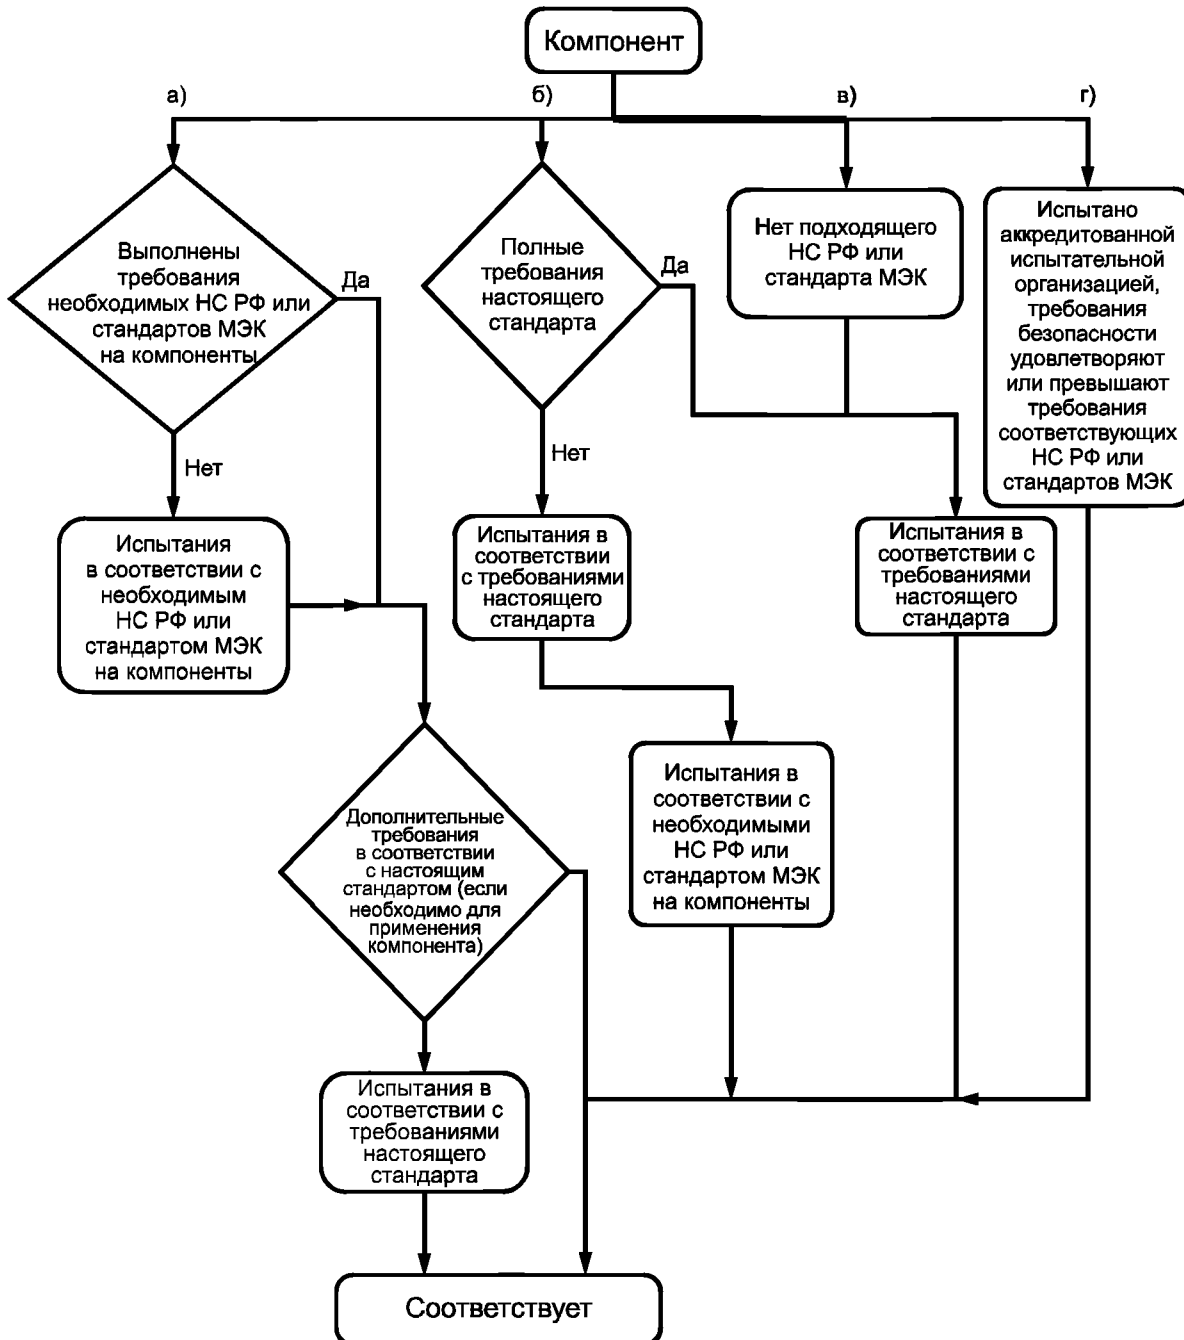 Компонент
а)
б)
в)
г)
Выполнены
требования
необходимых НС РФ или
стандартов МЭК
на компоненты
Да
Нет
Полные
требования
настоящего
стандарта
Да
Нет
Нет подходящего
НС РФ или
стандарта МЭК
Испытано
аккредитованной
испытательной
организацией,
требования
безопасности
удовлетворяют
или превышают
требования
соответствующих
НС РФ или
стандартов МЭК
Испытания
в соответствии с
необходимым
НС РФ или
стандартом МЭК
на компоненты
Испытания в
соответствии
с требованиями
настоящего
стандарта
Испытания в
соответствии с
требованиями
настоящего
стандарта
Дополнительные
требования
в соответствии
с настоящим
стандартом (если
необходимо для
применения
компонента)
Испытания в
соответствии с
необходимыми
НС РФ или
стандартом МЭК
на компоненты
Испытания в
соответствии с
требованиями
настоящего
стандарта
Соответствует